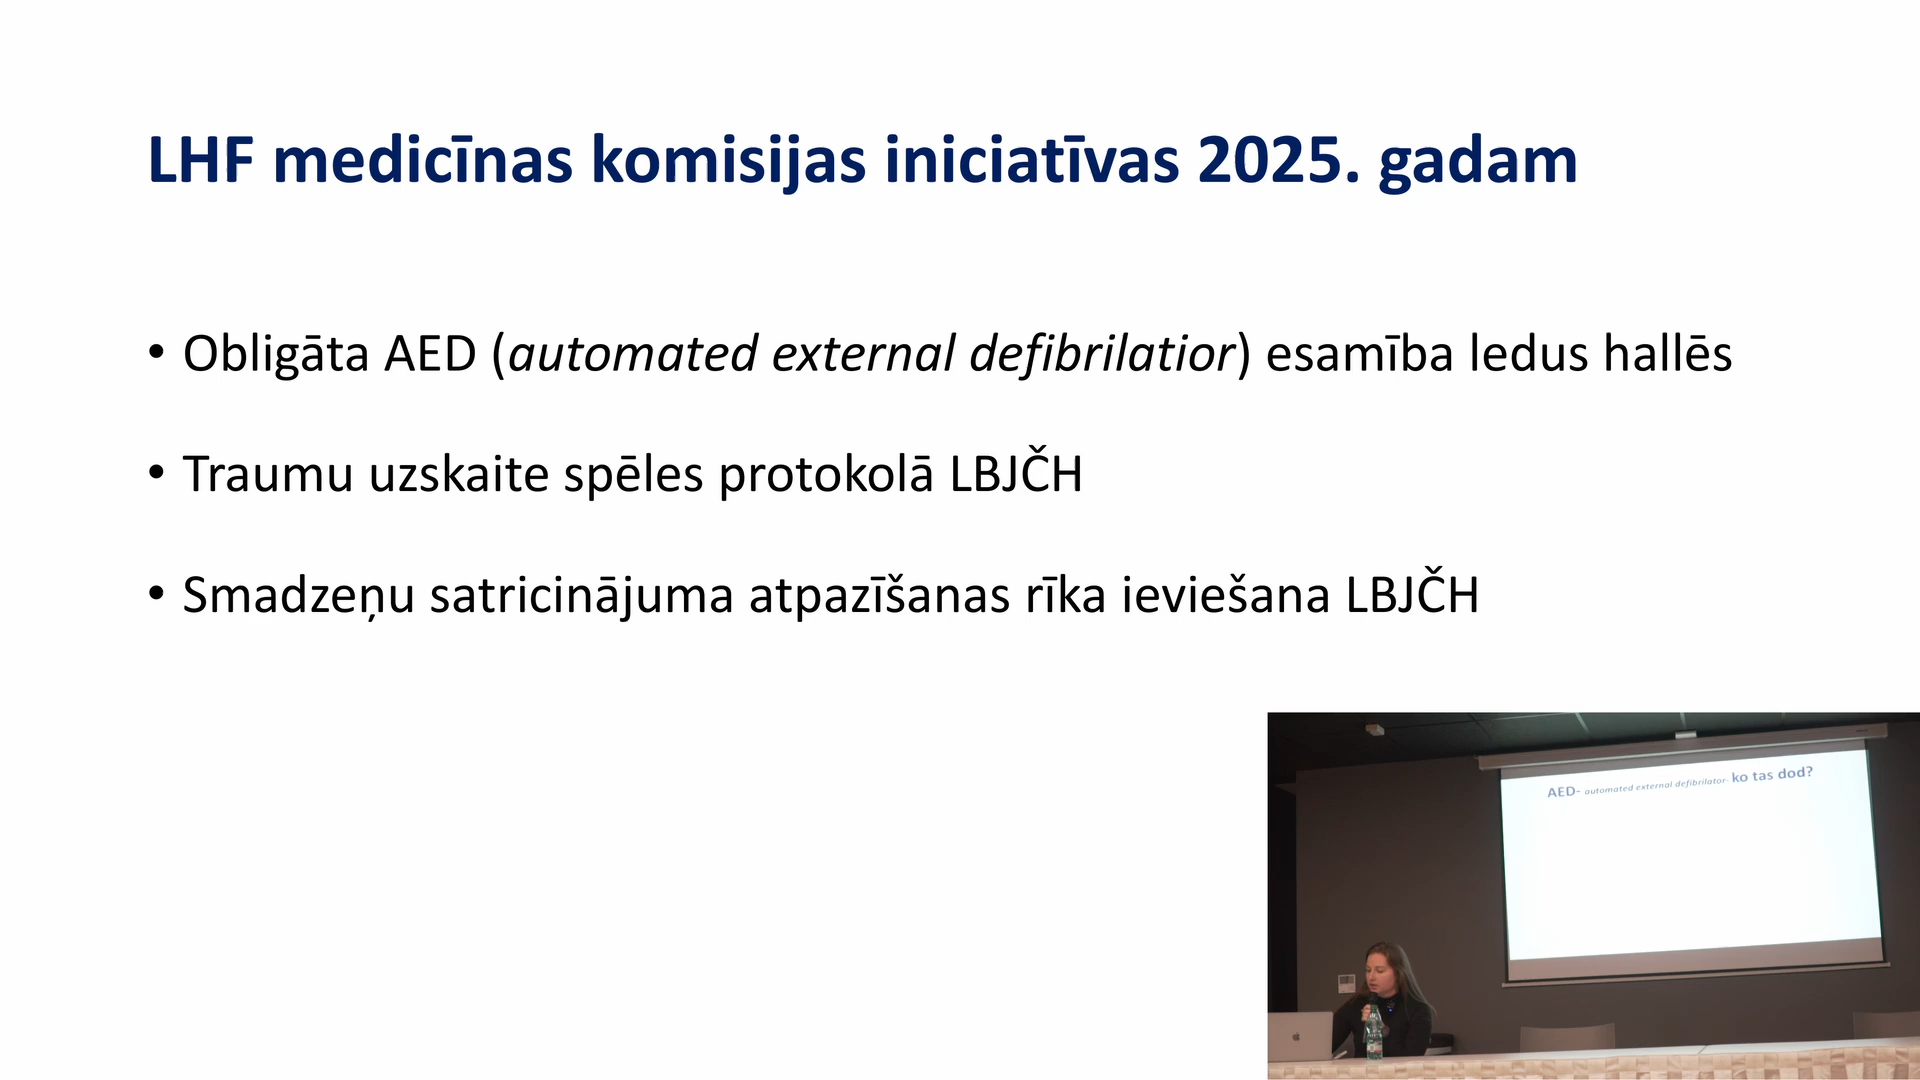 LHF medicīnas komisijas iniciatīvas 2025. gadam
• Obligāta AED (automated external defibrilatior) esamība ledus hallēs
• Traumu uzskaite spēles protokolā LBJČH
• Smadzeņu satricinājuma atpazīšanas rīka ieviešana LBJČH
AED- automated external defibrilator- ko tas dod?